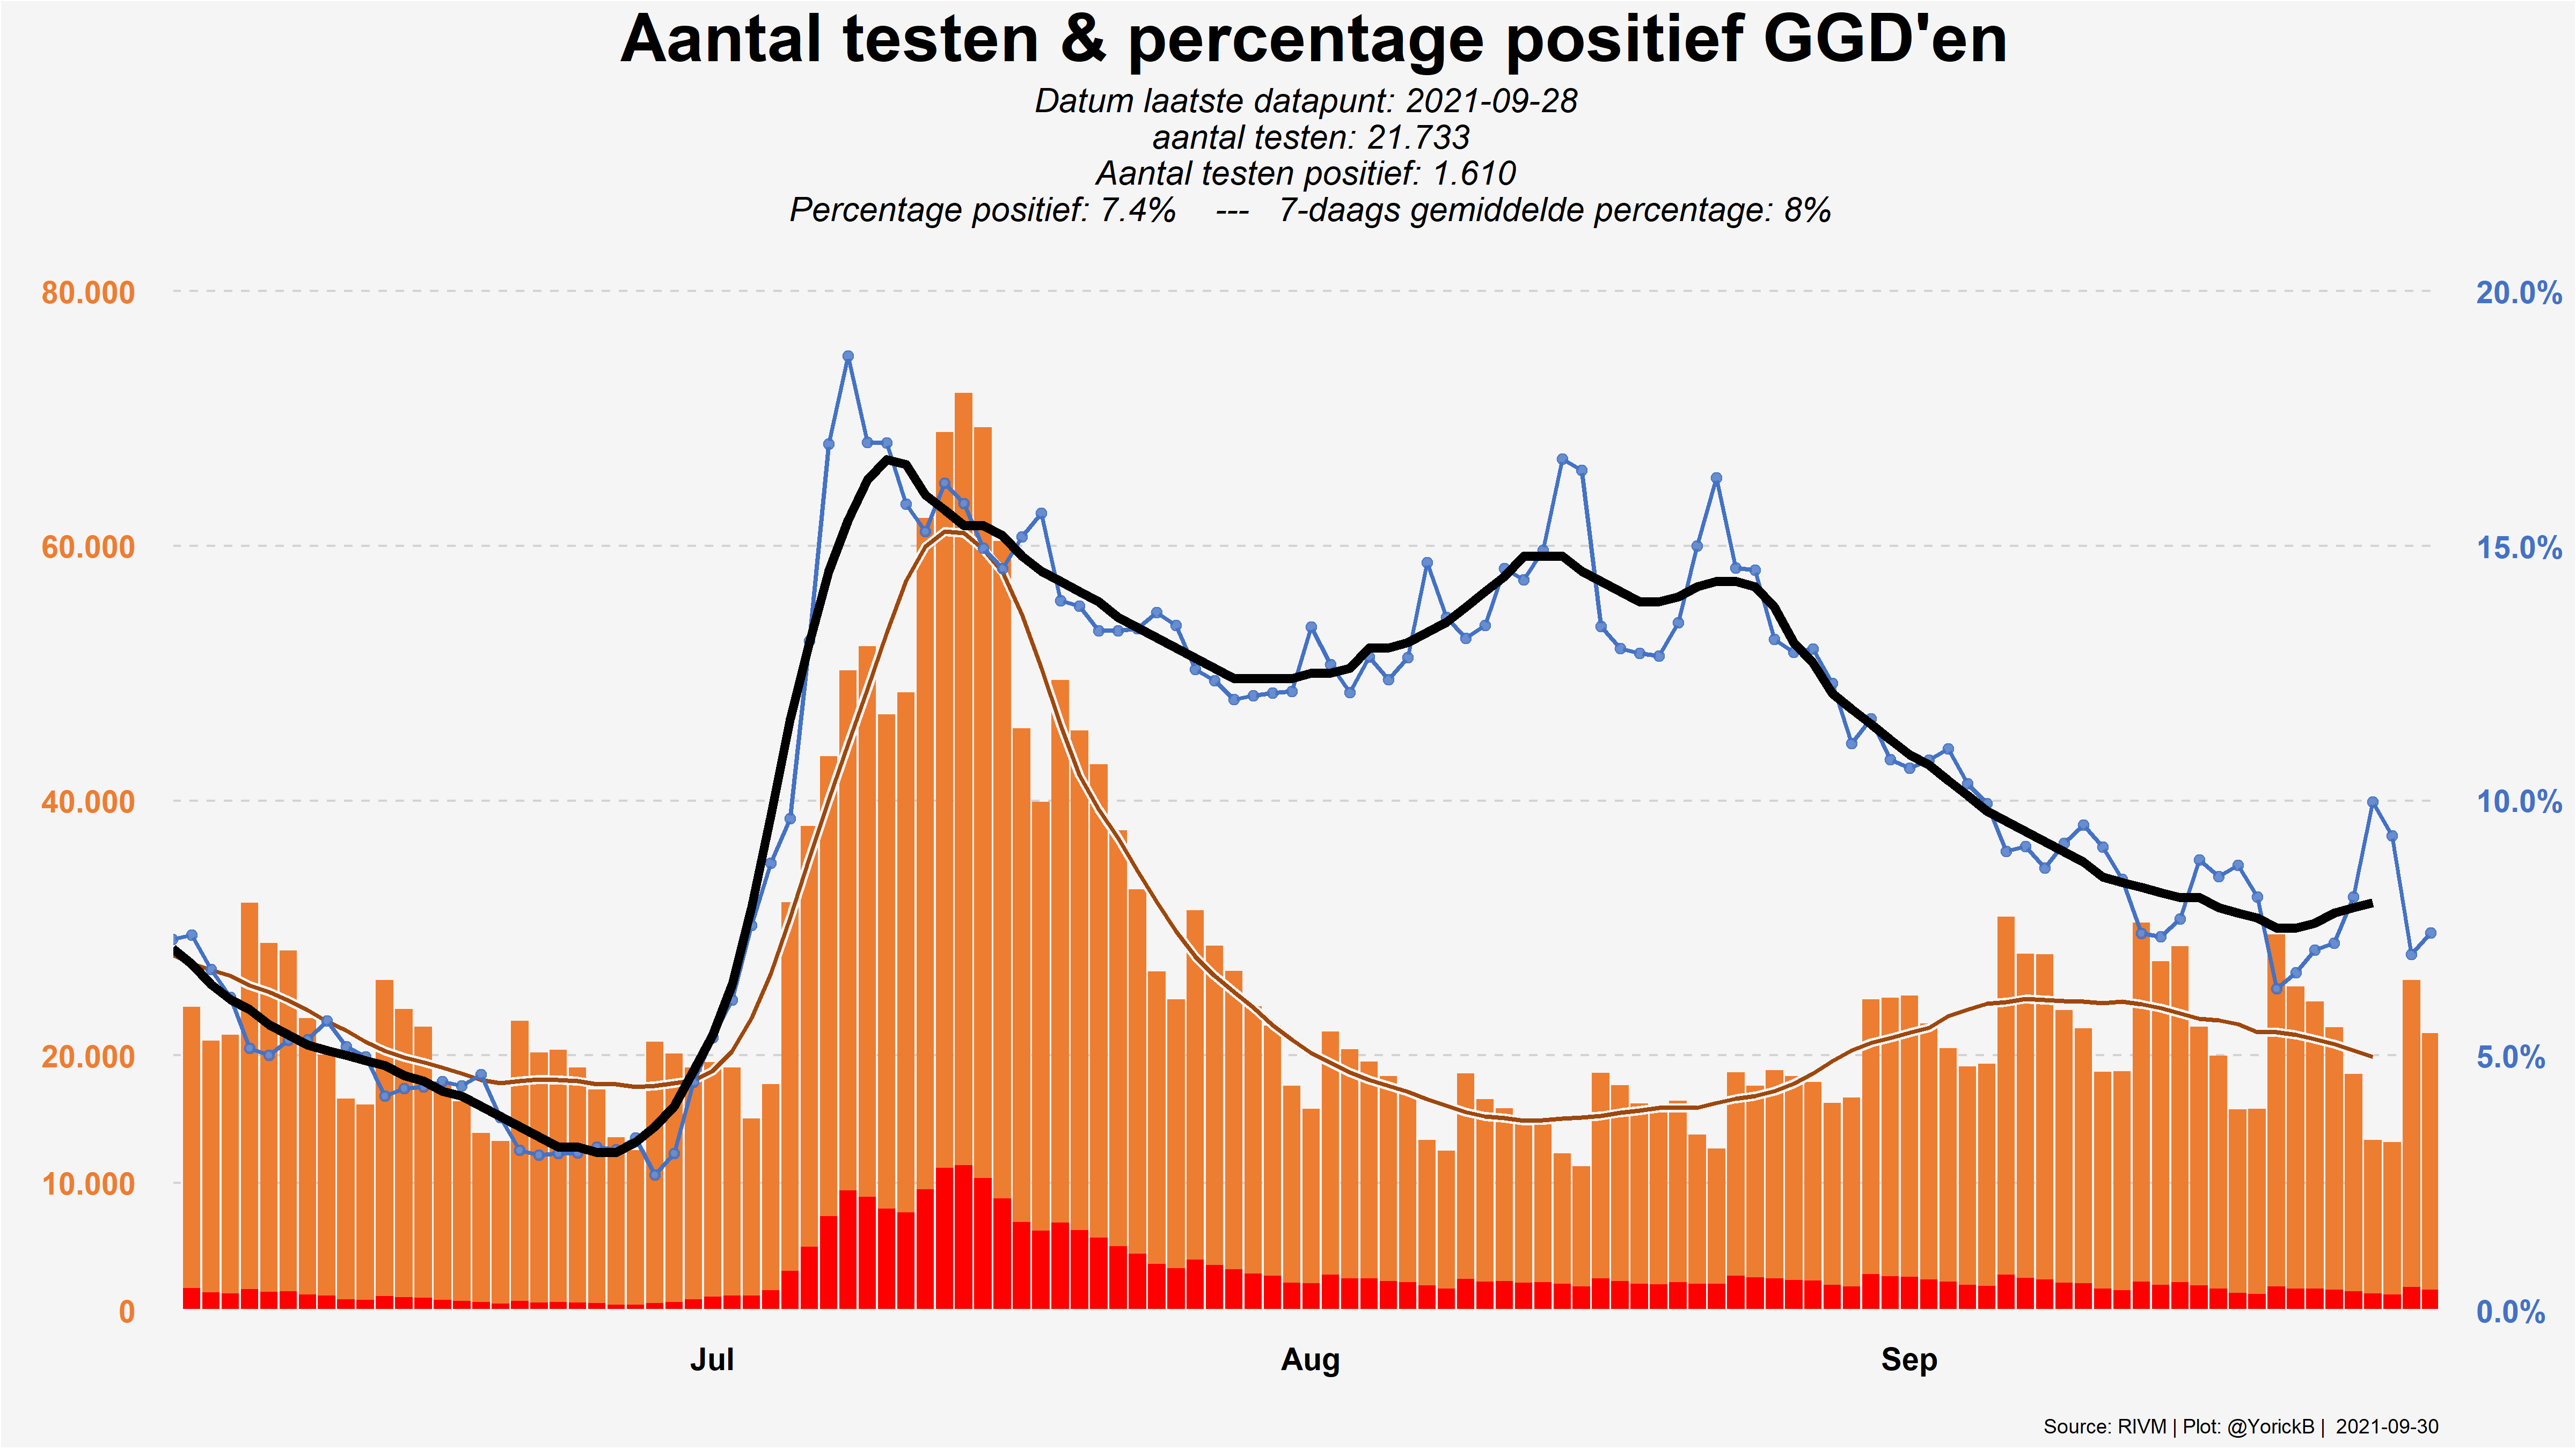 Aantal testen & percentage positief GGD'en
Datum laatste datapunt: 2021-09-28
aantal testen: 21.733
Aantal testen positief: 1.610
Percentage positief: 7.4%    ---   7-daags gemiddelde percentage: 8%
80.000
20.0%
60.000
15.0%
40.000
10.0%
20.000
5.0%
10.000
0
0.0%
Jul
Aug
Sep
Source: RIVM | Plot: @YorickB |  2021-09-30